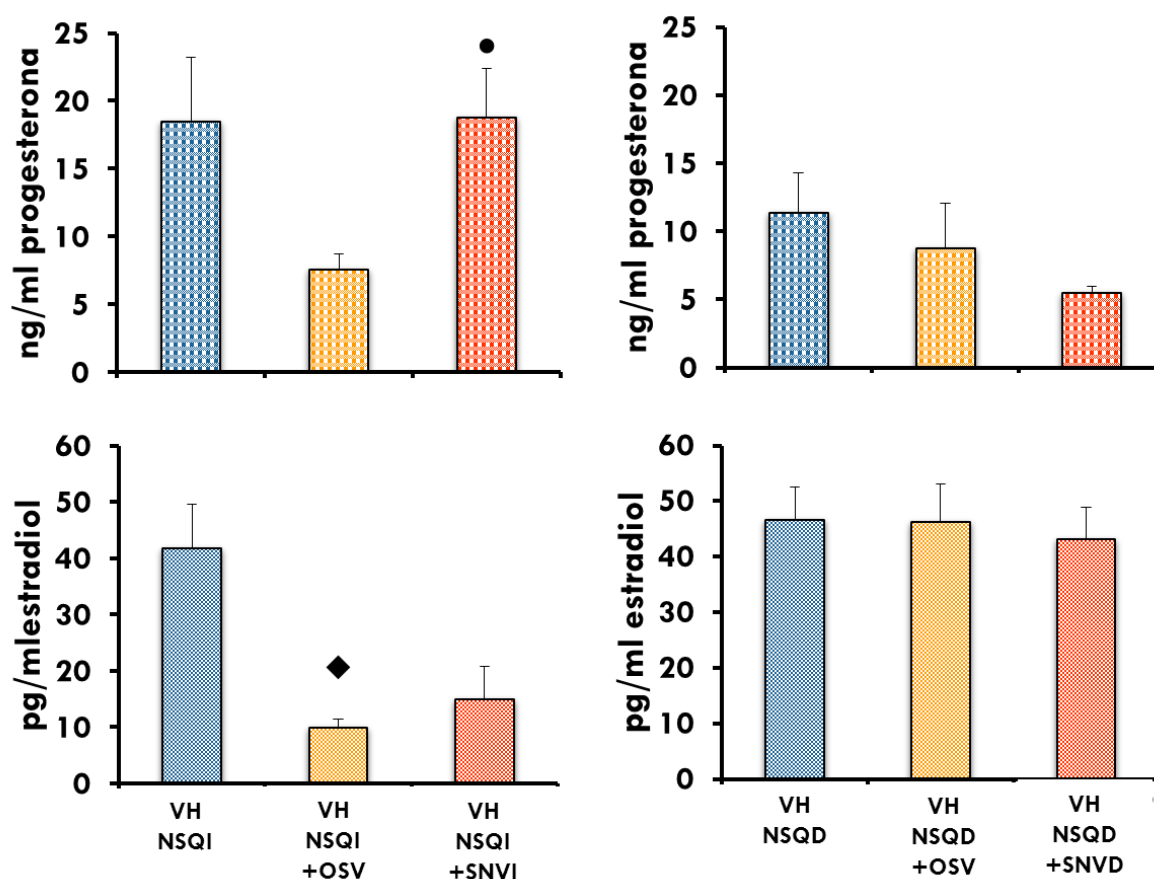 ng/ml progesterona
25
20
15
10
5
0
ng/ml progesterona
25
20
15
10
5
0
pg/mlestradiol
60
50
40
30
20
10
0
VH
NSQI
VH
NSQI
+OSV
VH
NSQI
+SNVI
pg/ml estradiol
60
50
40
30
20
10
0
VH
NSQD
VH
NSQD
+OSV
VH
NSQD
+SNVD